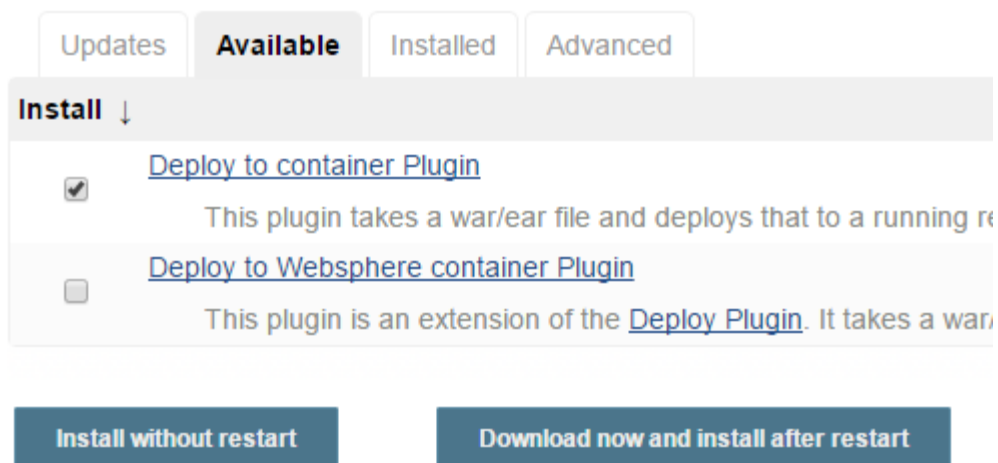 Updates Available Installed Advanced
Install ↓
Deploy to container Plugin
This plugin takes a war/ear file and deploys that to a running
Deploy to Websphere container Plugin
This plugin is an extension of the Deploy Plugin. It takes a war/
Install without restart Download now and install after restart